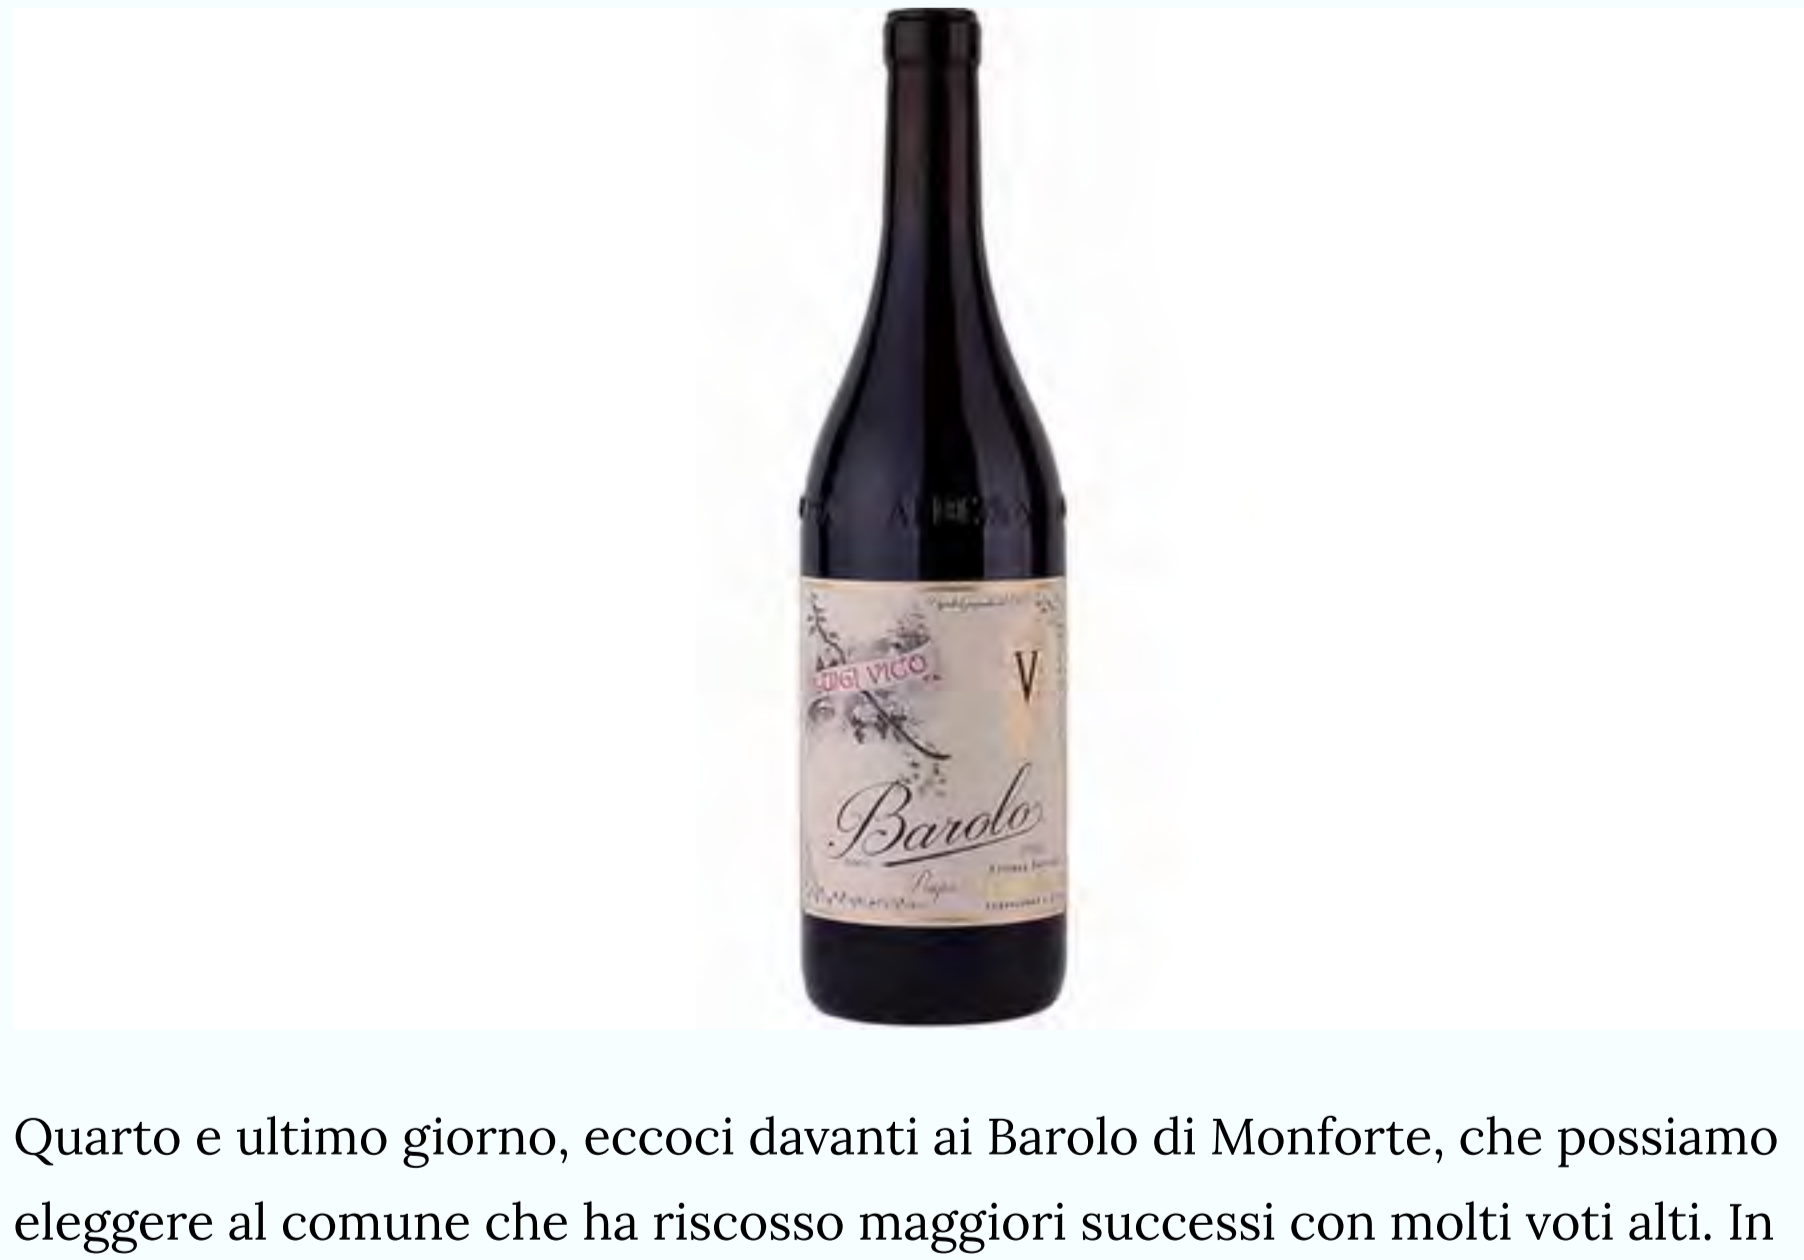 LUIGI VICO
V
Barolo
Quarto e ultimo giorno, eccoci davanti ai Barolo di Monforte, che possiamo
eleggere al comune che ha riscosso maggiori successi con molti voti alti. In